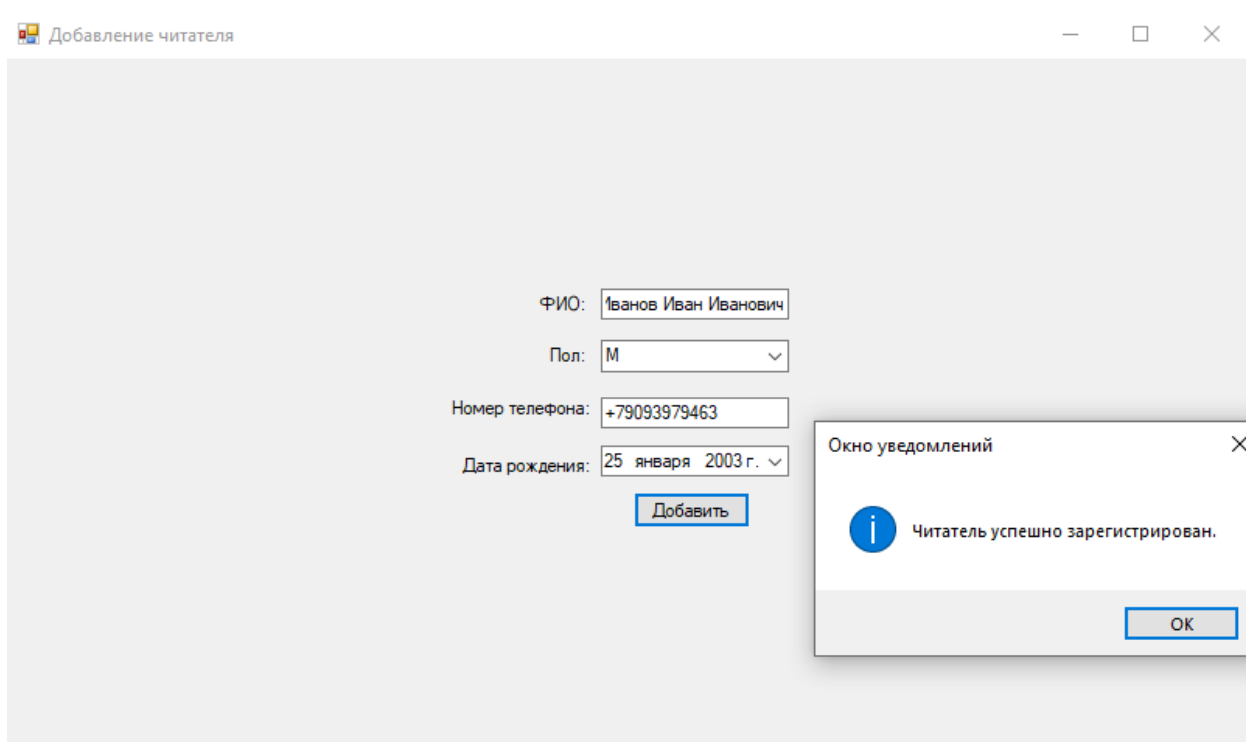 Добавление читателя
ФИО: Иванов Иван Иванович
Пол: М
Номер телефона: +79093979463
Дата рождения: 25 января 2003 г.
Добавить
Окно уведомлений
Читатель успешно зарегистрирован.
ОК